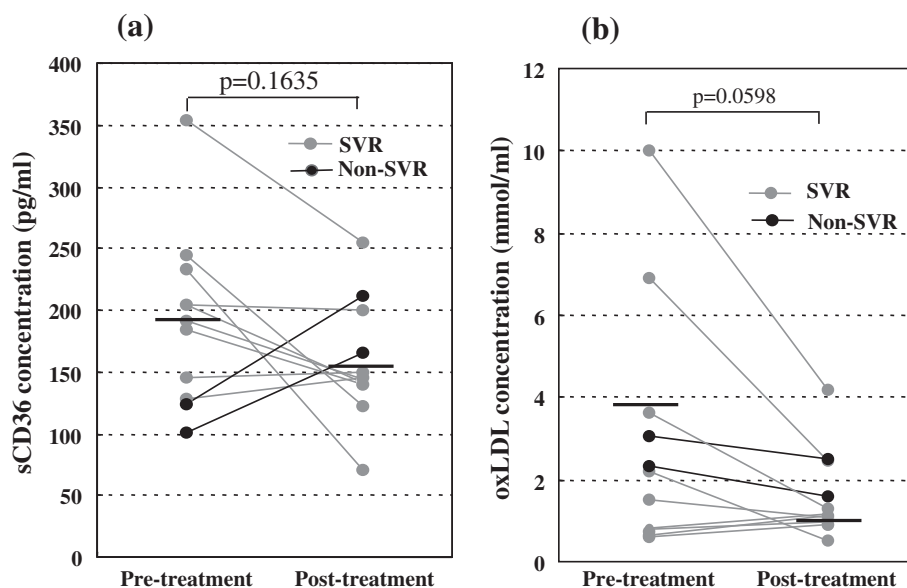 (a)
400
350
300
250
200
150
100
50
0
sCD36 concentration (pg/ml)
p=0.1635
SVR
Non-SVR
Pre-treatment Post-treatment
(b)
12
10
8
6
4
2
0
oxLDL concentration (mmol/ml)
p=0.0598
SVR
Non-SVR
Pre-treatment Post-treatment